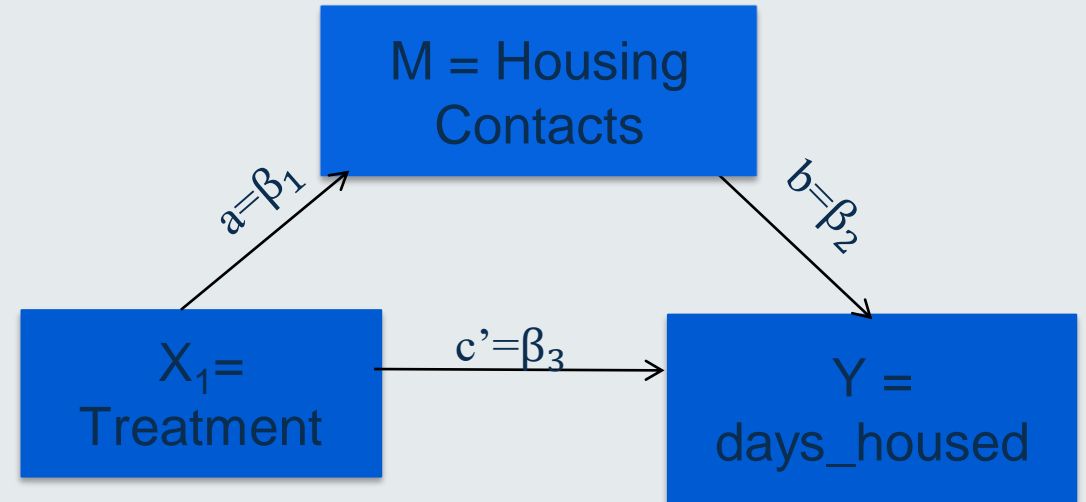 M = Housing
Contacts
a=β₁
b=β₂
c’=β₃
X₁=
Treatment
Y =
days_housed